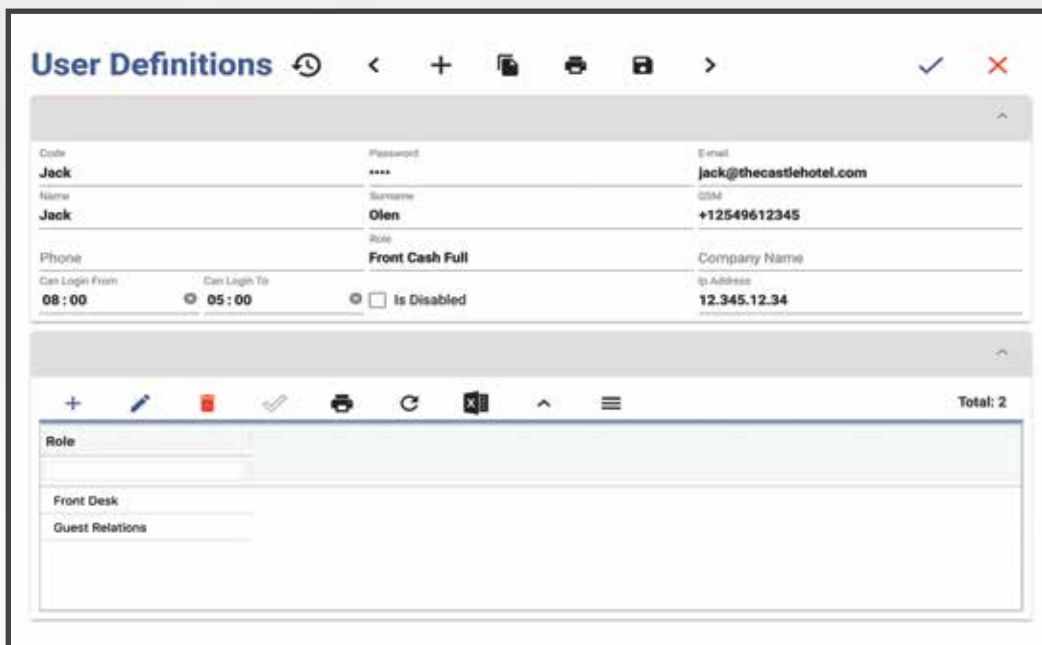 User Definitions
Code Password E-mail
Jack •••• jack@thecastlehotel.com
Name Surname GSM
Jack Olen +12549612345
Role
Phone Front Cash Full Company Name
Can Login From Can Login To Ip Address
08:00 05:00 Is Disabled 12.345.12.34
Total: 2
Role
Front Desk
Guest Relations